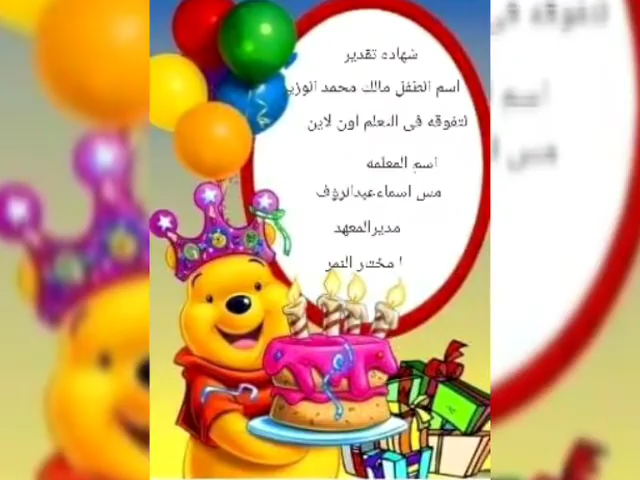 شهاده تقدير
اسم الطفل مالك محمد الوزير
لتفوقه فى التعلم اون لاين
اسم المعلمه
مس اسماءعبدالرؤف
مديرالمعهد
ا مختار النمر